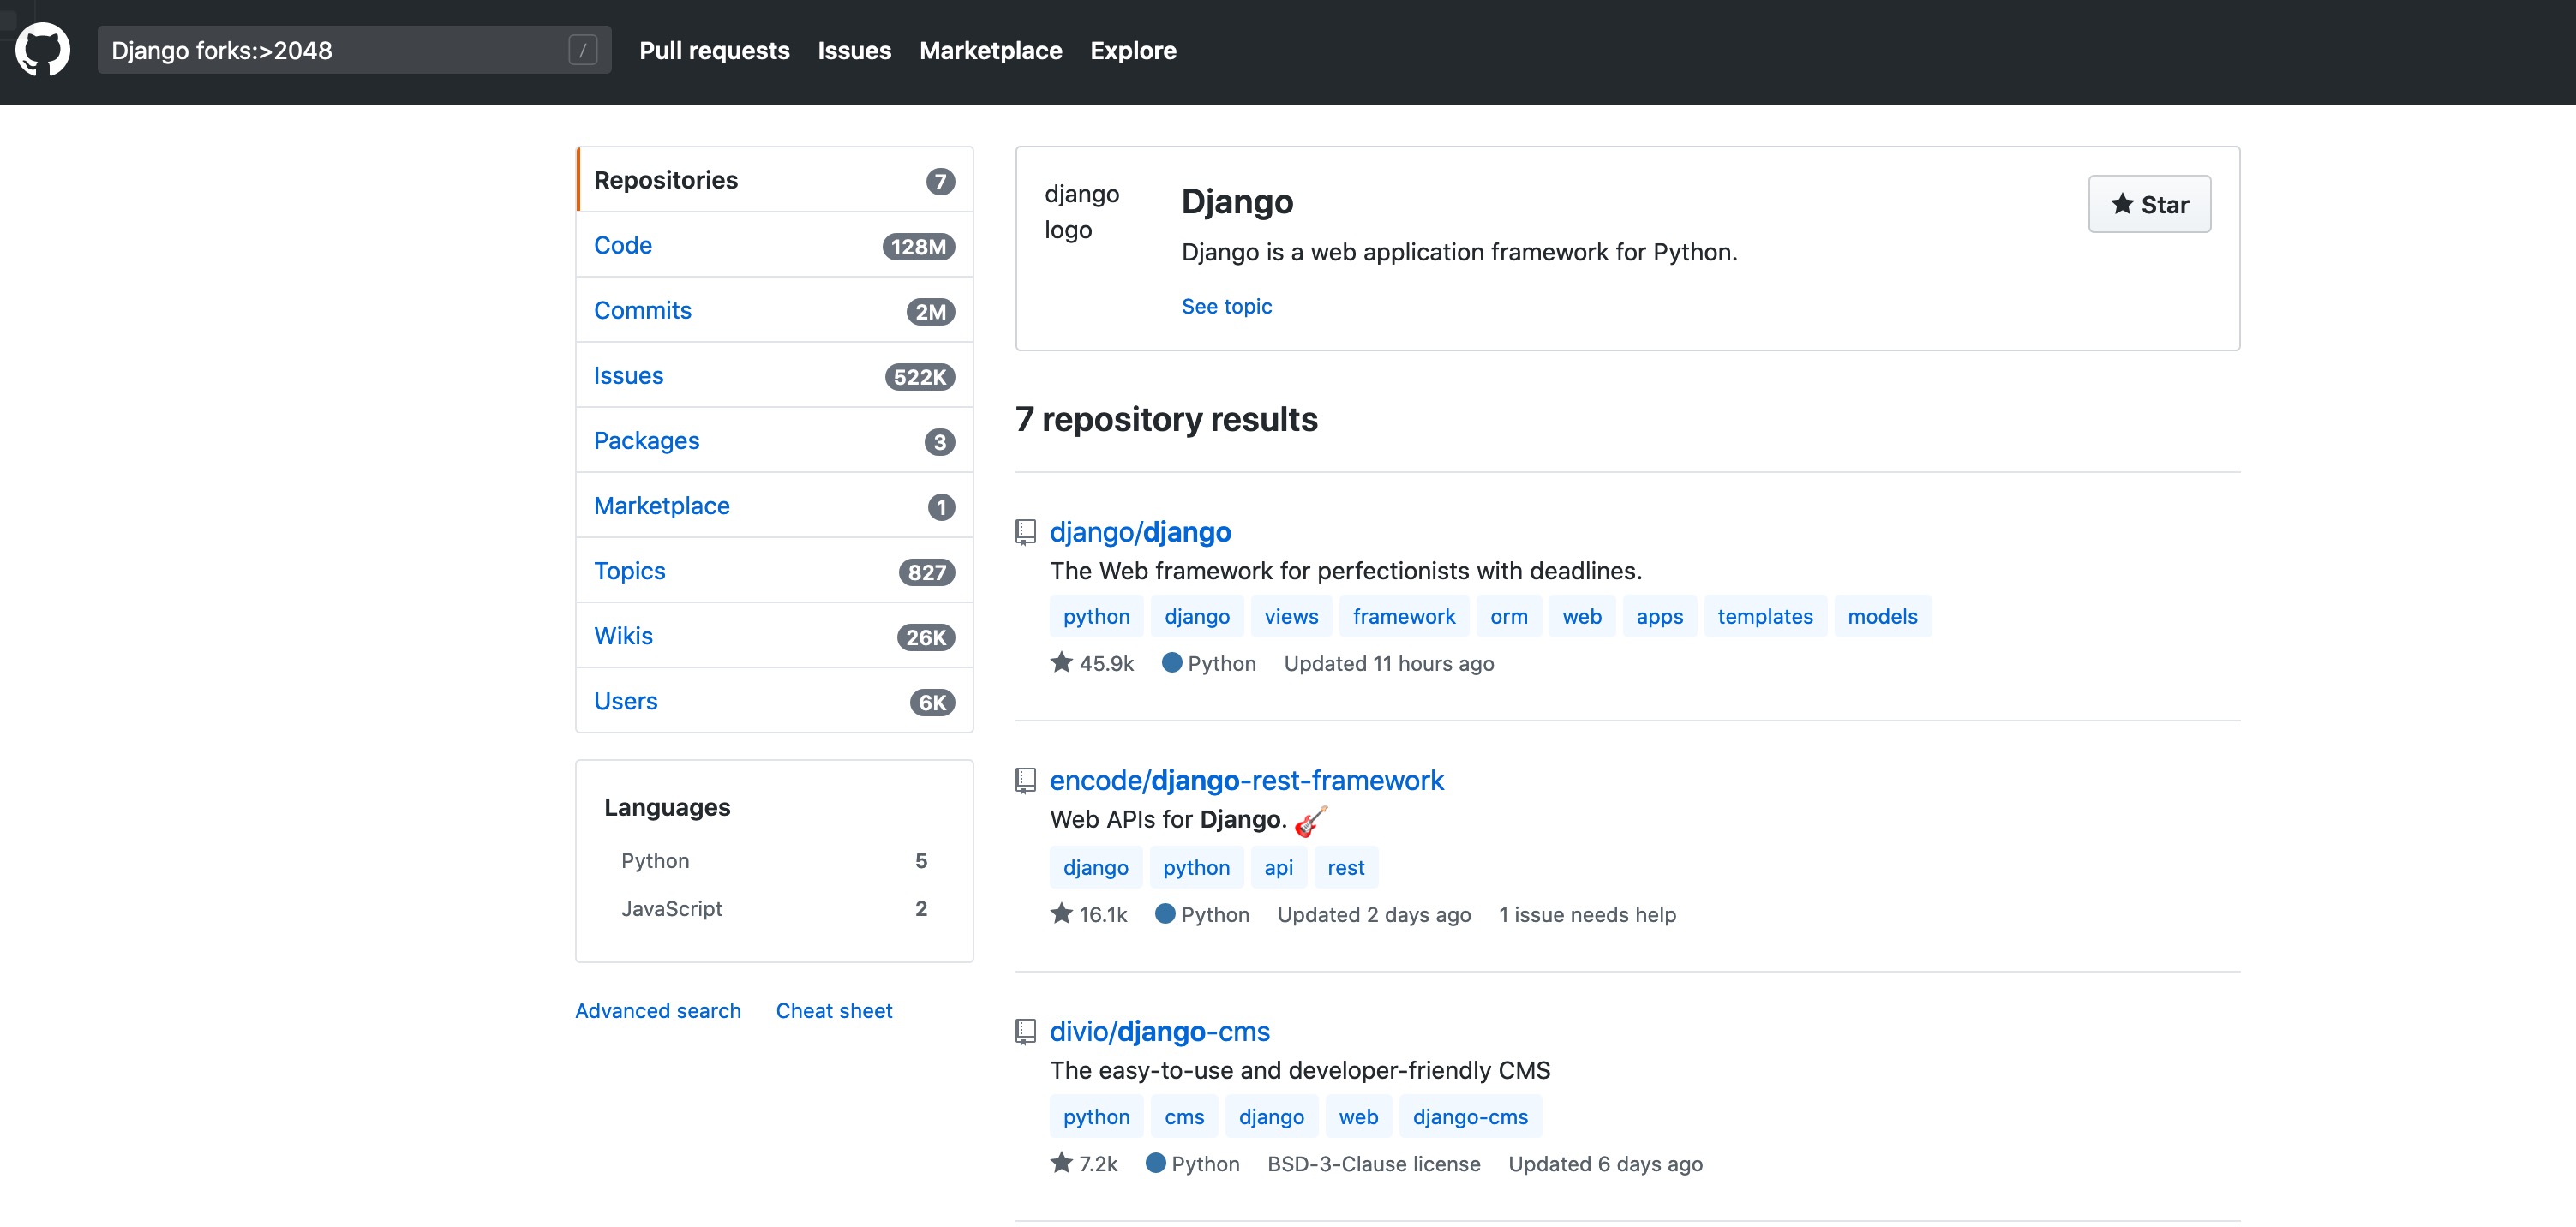 Django forks:>2048 /
Pull requests Issues Marketplace Explore
Repositories 7
Code 128M
Commits 2M
Issues 522K
Packages 3
Marketplace 1
Topics 827
Wikis 26K
Users 6K
Languages
Python 5
JavaScript 2
Advanced search Cheat sheet
django
logo
Django
Star
Django is a web application framework for Python.
See topic
7 repository results
django/django
The Web framework for perfectionists with deadlines.
python django views framework orm web apps templates models
45.9k Python Updated 11 hours ago
encode/django-rest-framework
Web APIs for Django. 🎸
django python api rest
16.1k Python Updated 2 days ago 1 issue needs help
divio/django-cms
The easy-to-use and developer-friendly CMS
python cms django web django-cms
7.2k Python BSD-3-Clause license Updated 6 days ago